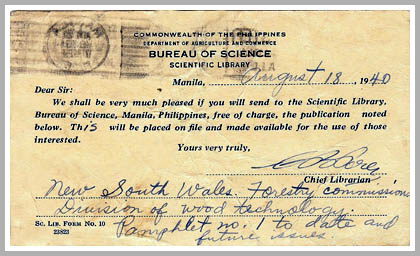 COMMONWEALTH OF THE PHILIPPINES
DEPARTMENT OF AGRICULTURE AND COMMERCE
BUREAU OF SCIENCE
SCIENTIFIC LIBRARY
Manila, August 18, 1940
Dear Sir:
We shall be very much pleased if you will send to the Scientific Library,
Bureau of Science, Manila, Philippines, free of charge, the publication noted
below. This will be placed on file and made available for the use of those
interested.
Yours very truly,
Chief Librarian
New South Wales. Forestry commission
Division of wood technology.
Pamphlet no. 1 to date and
future issues.
Sc. Lib. Form No. 10
23823